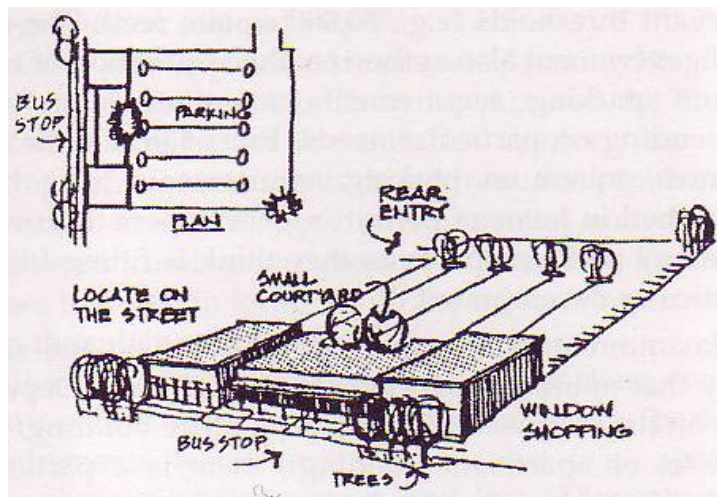 BUS
STOP
PARKING
PLAN
REAR
ENTRY
LOCATE ON
THE STREET
SMALL
COURTYARD
WINDOW
SHOPPING
BUS STOP
TREES